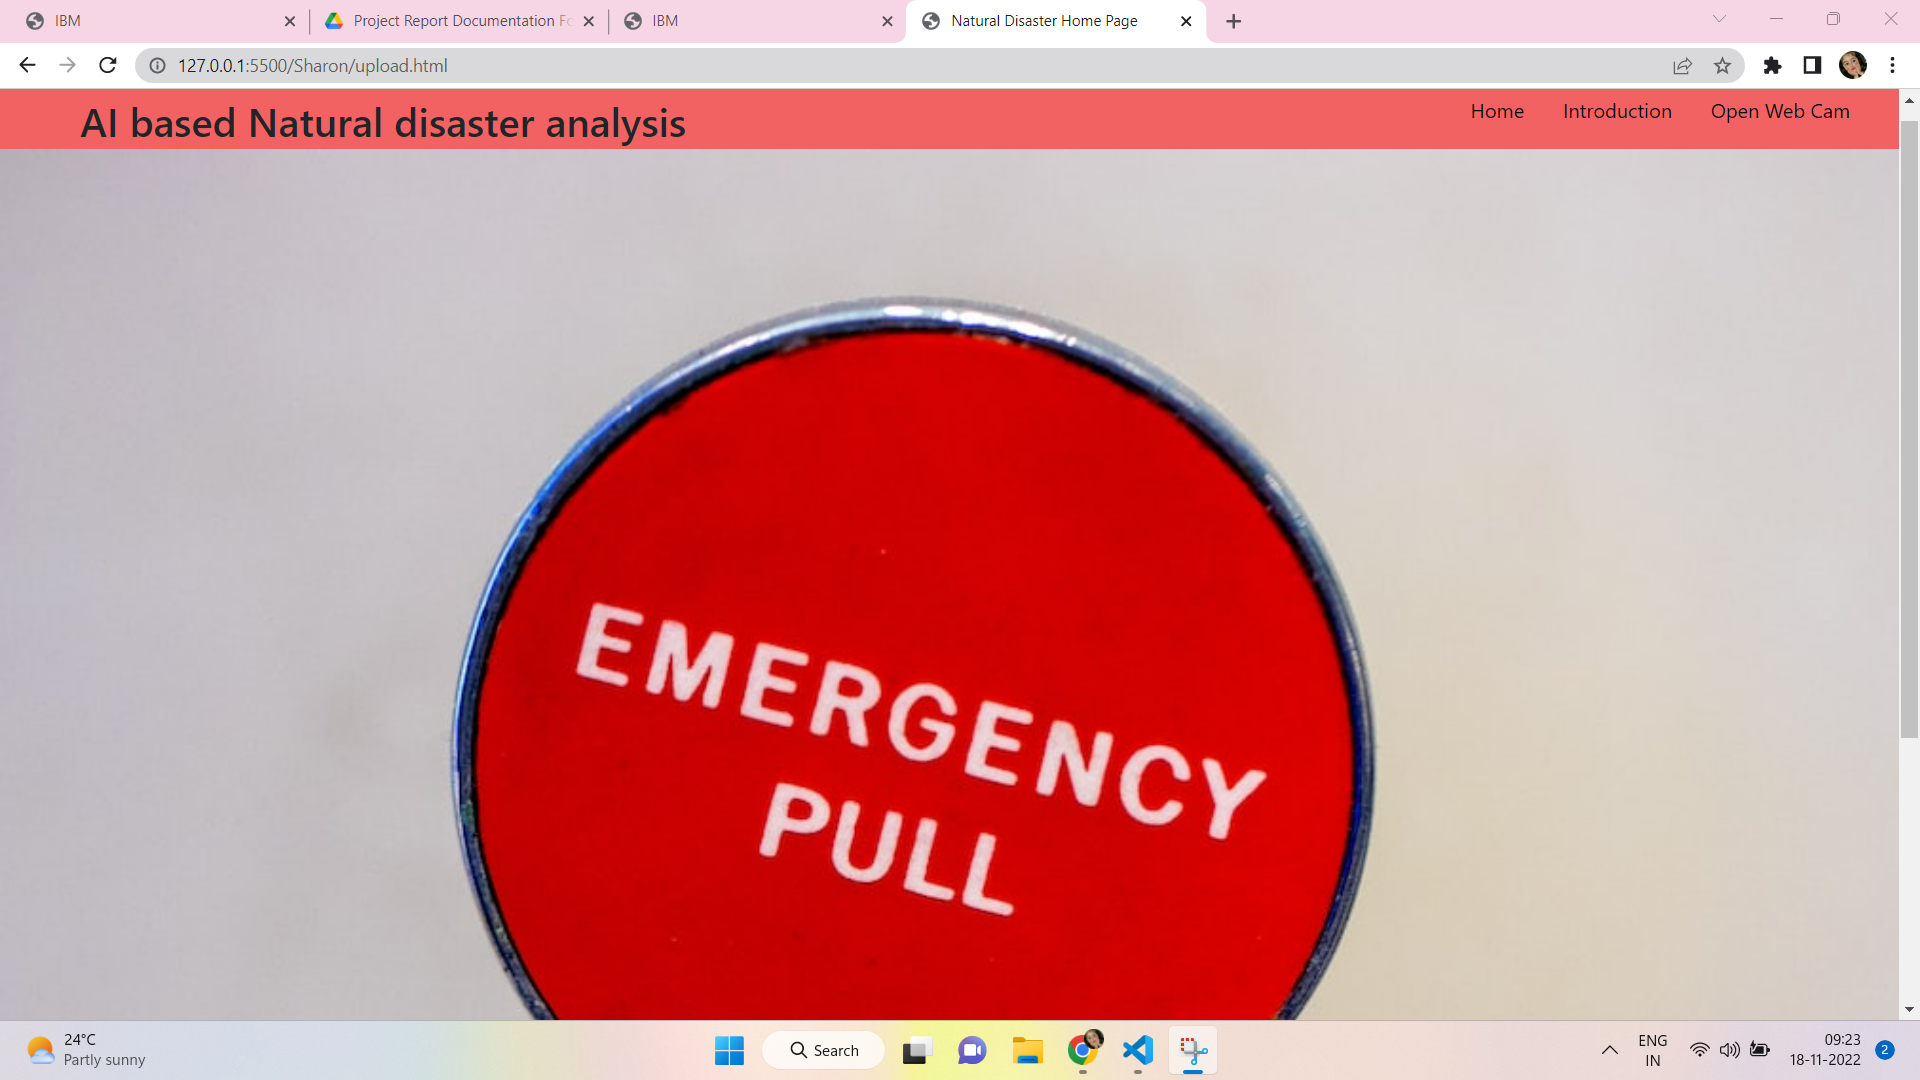 IBM
Project Report Documentation Fo
IBM
Natural Disaster Home Page
127.0.0.1:5500/Sharon/upload.html
AI based Natural disaster analysis
Home
Introduction
Open Web Cam
EMERGENCY
PULL
24°C
Partly sunny
Search
ENG
IN
09:23
18-11-2022
2